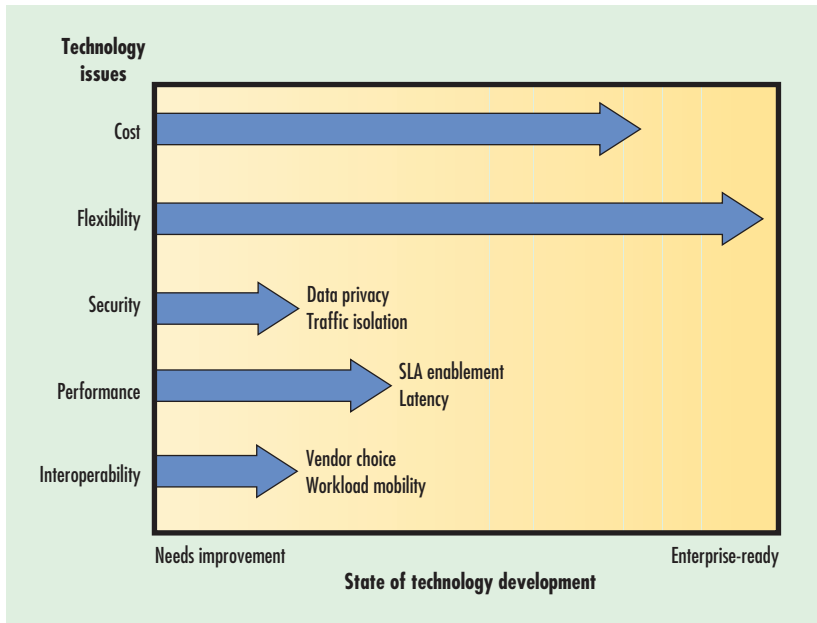 Technology
issues
Cost
Flexibility
Security
Data privacy
Traffic isolation
Performance
SLA enablement
Latency
Interoperability
Vendor choice
Workload mobility
Needs improvement
Enterprise-ready
State of technology development